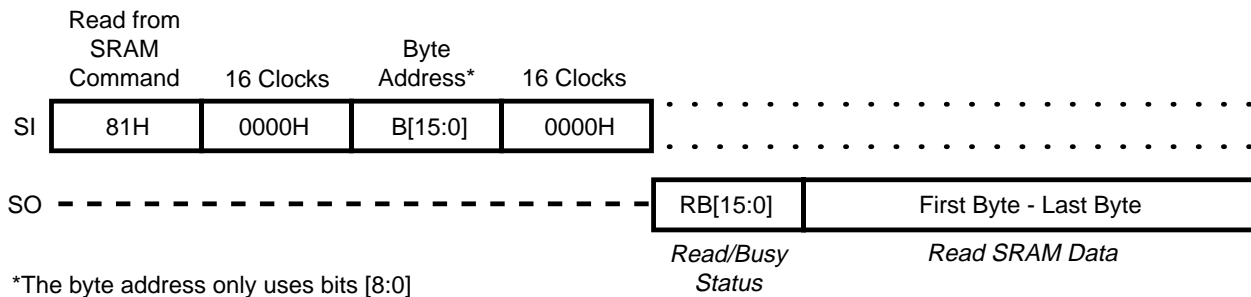 Read from
SRAM
Command
16 Clocks
Byte
Address*
16 Clocks
SI
81H
0000H
B[15:0]
0000H
SO
RB[15:0]
First Byte - Last Byte
Read/Busy
Status
Read SRAM Data
*The byte address only uses bits [8:0]